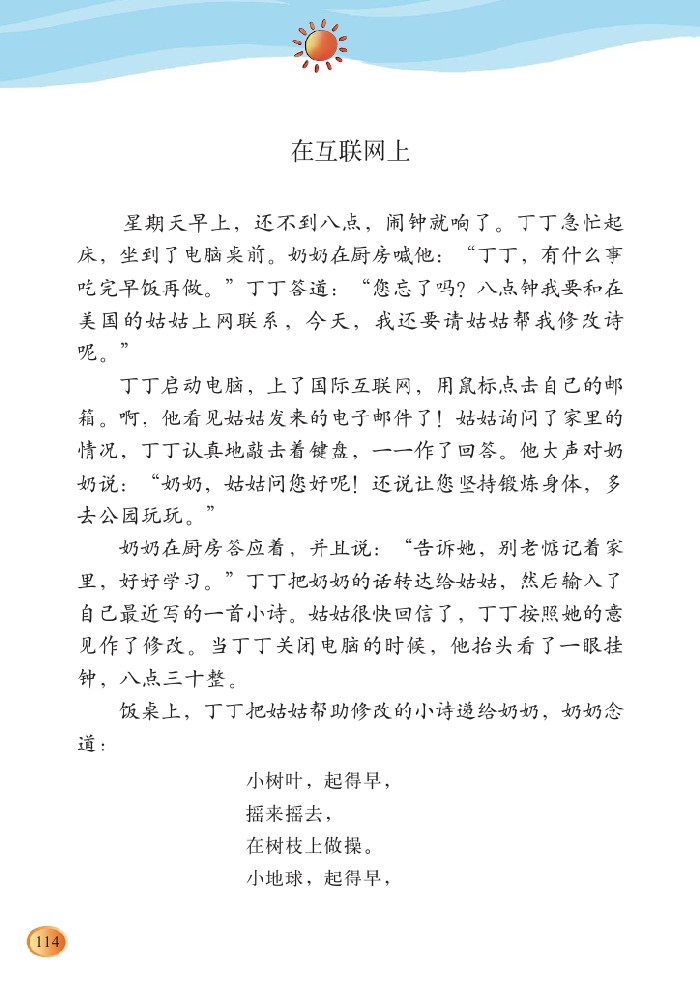 在互联网上
星期天早上，还不到八点，闹钟就响了。丁丁急忙起
床，坐到了电脑桌前。奶奶在厨房喊他：“丁丁，有什么事
吃完早饭再做。”丁丁答道：“您忘了吗？八点钟我要和在
美国的姑姑上网联系，今天，我还要请姑姑帮我修改诗
呢。”
丁丁启动电脑，上了国际互联网，用鼠标点击自己的邮
箱。啊，他看见姑姑发来的电子邮件了！姑姑询问了家里的
情况，丁丁认真地敲击着键盘，一一作了回答。他大声对奶
奶说：“奶奶，姑姑问您好呢！还说让您坚持锻炼身体，多
去公园玩玩。”
奶奶在厨房答应着，并且说：“告诉她，别老惦记着家
里，好好学习。”丁丁把奶奶的话转达给姑姑，然后输入了
自己最近写的一首小诗。姑姑很快回信了，丁丁按照她的意
见作了修改。当丁丁关闭电脑的时候，他抬头看了一眼挂
钟，八点三十整。
饭桌上，丁丁把姑姑帮助修改的小诗递给奶奶，奶奶念
道：
小树叶，起得早，
摇来摇去，
在树枝上做操。
小地球，起得早，
114